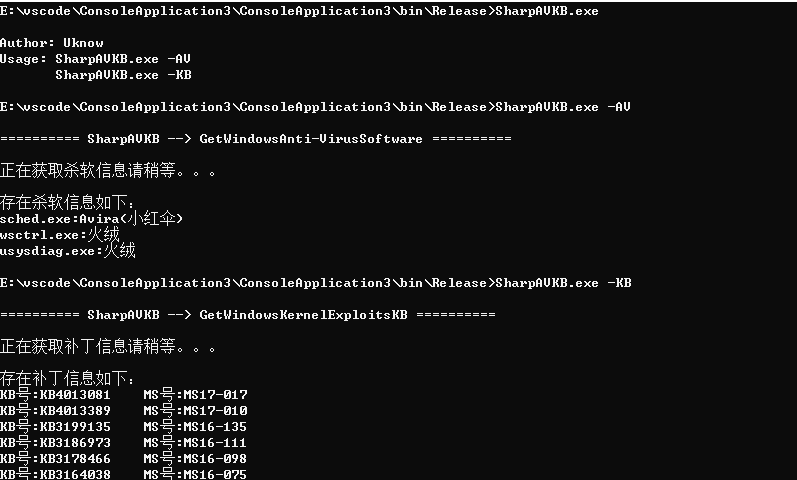 E:\vscode\ConsoleApplication3\ConsoleApplication3\bin\Release>SharpAVKB.exe
Author: Uknow
Usage: SharpAVKB.exe -AV
SharpAVKB.exe -KB
E:\vscode\ConsoleApplication3\ConsoleApplication3\bin\Release>SharpAVKB.exe -AV
========== SharpAVKB --> GetWindowsAnti-VirusSoftware ==========
正在获取杀软信息请稍等。。。
存在杀软信息如下:
sched.exe:Avira(小红伞)
wsctrl.exe:火绒
usysdiag.exe:火绒
E:\vscode\ConsoleApplication3\ConsoleApplication3\bin\Release>SharpAVKB.exe -KB
========== SharpAVKB --> GetWindowsKernelExploitsKB ==========
正在获取补丁信息请稍等。。。
存在补丁信息如下:
KB号:KB4013081    MS号:MS17-017
KB号:KB4013389    MS号:MS17-010
KB号:KB3199135    MS号:MS16-135
KB号:KB3186973    MS号:MS16-111
KB号:KB3178466    MS号:MS16-098
KB号:KB3164038    MS号:MS16-075